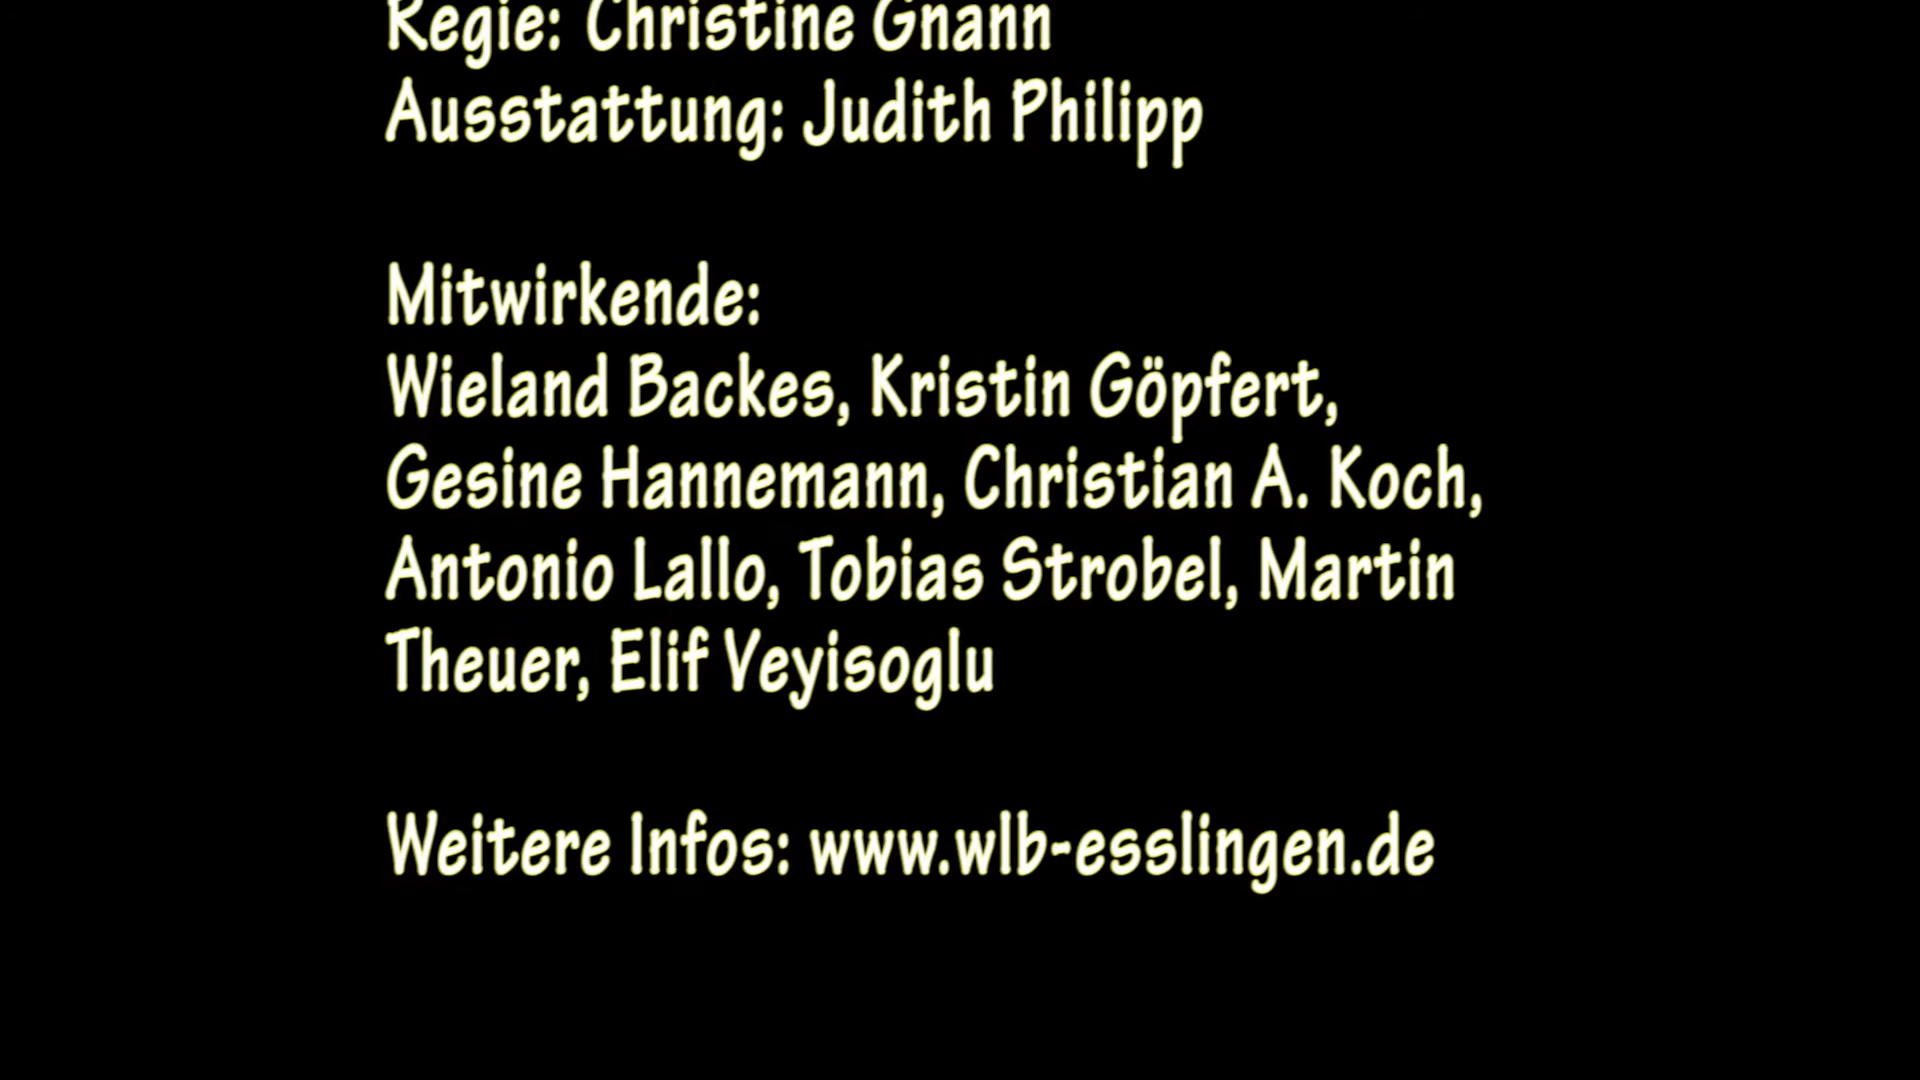 Regie: Christine Gnann
Ausstattung: Judith Philipp
Mitwirkende:
Wieland Backes, Kristin Göpfert,
Gesine Hannemann, Christian A. Koch,
Antonio Lallo, Tobias Strobel, Martin
Theuer, Elif Veyisoglu
Weitere Infos: www.wlb-esslingen.de